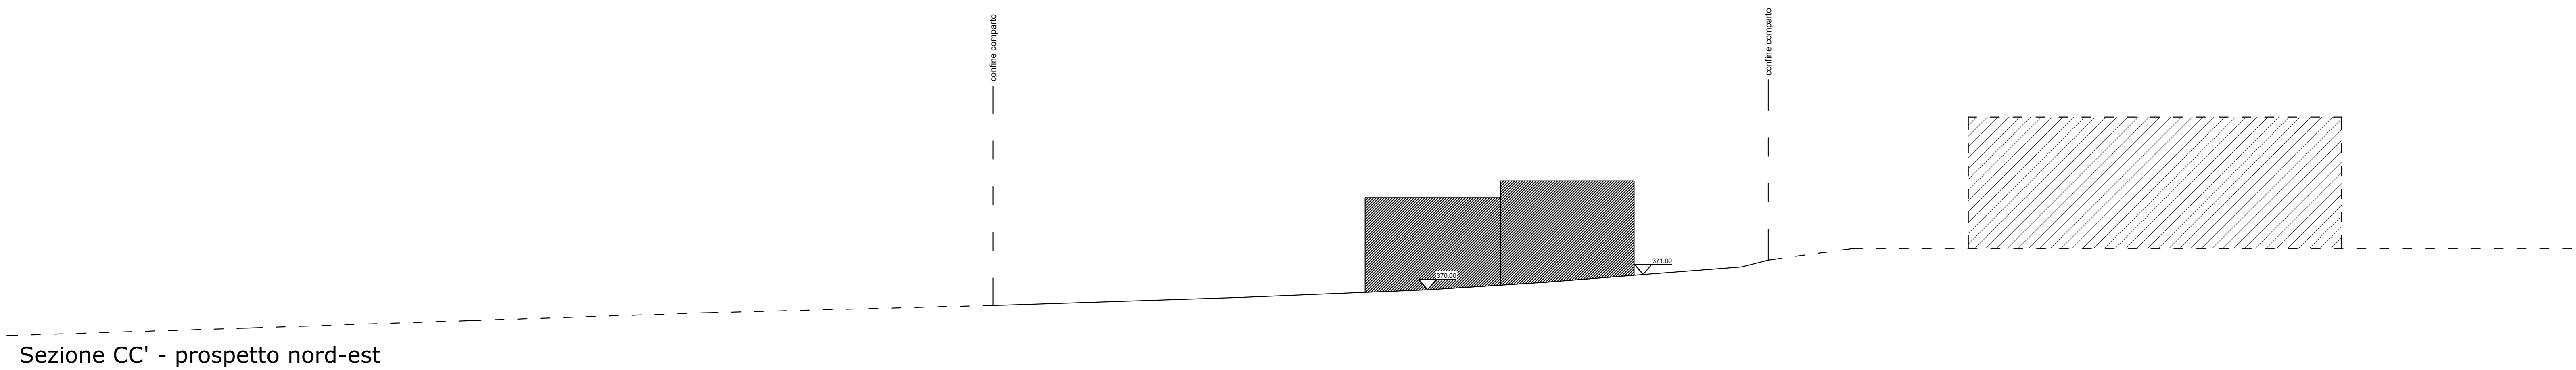 confine comparto
confine comparto
370.00
371.00
Sezione CC' - prospetto nord-est